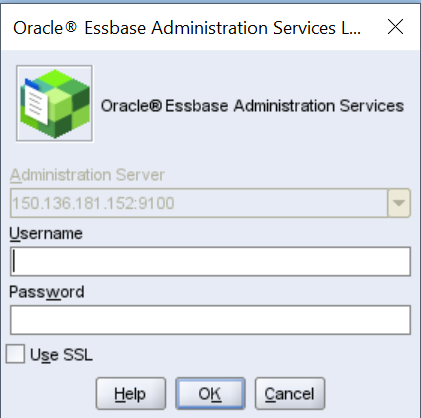 Oracle® Essbase Administration Services L...
Oracle® Essbase Administration Services
Administration Server
150.136.181.152:9100
Username
Password
Use SSL
Help OK Cancel